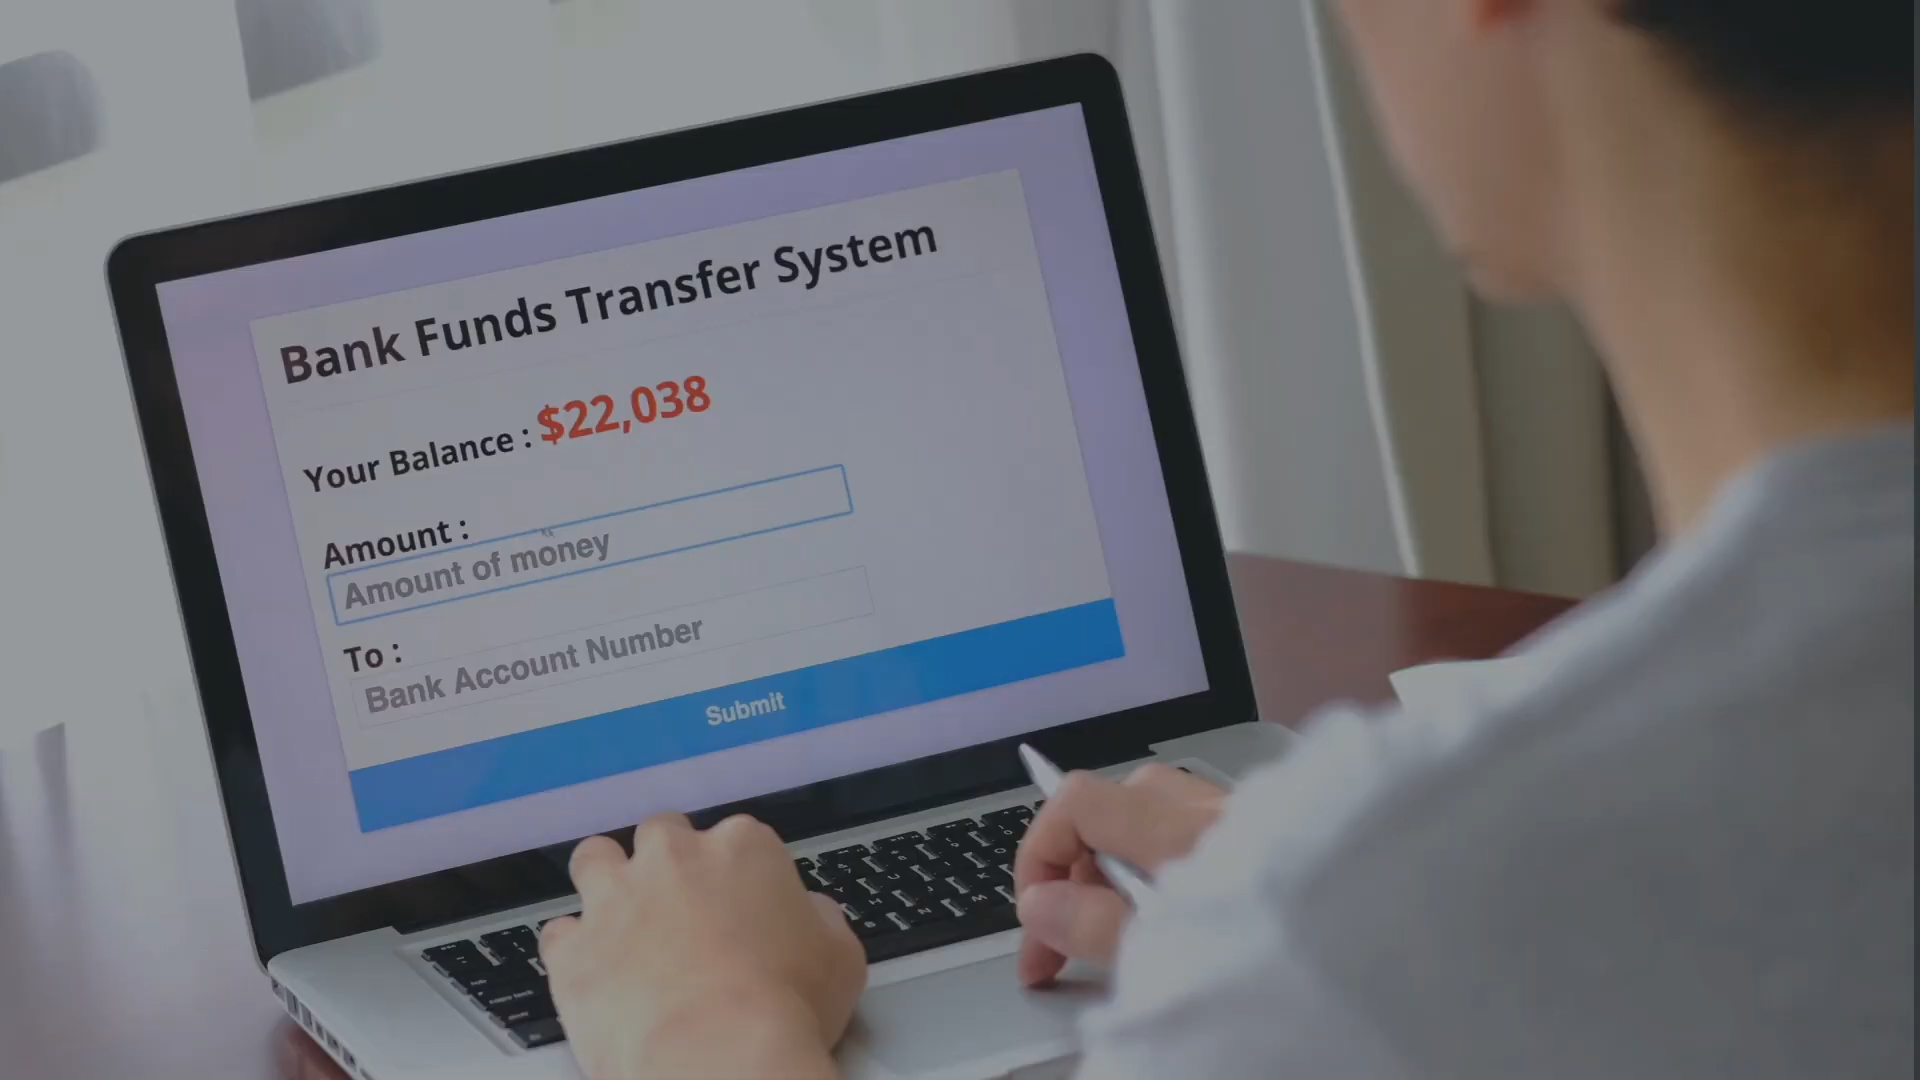 Bank Funds Transfer System
Your Balance : $22,038
Amount :
Amount of money
To :
Bank Account Number
Submit